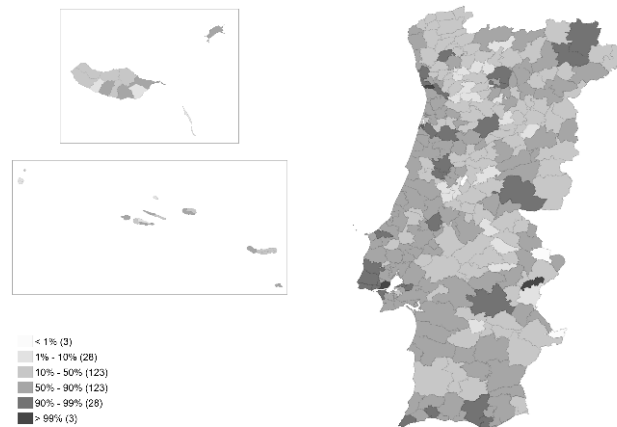 < 1% (3)
1% - 10% (28)
10% - 50% (123)
50% - 90% (123)
90% - 99% (28)
> 99% (3)